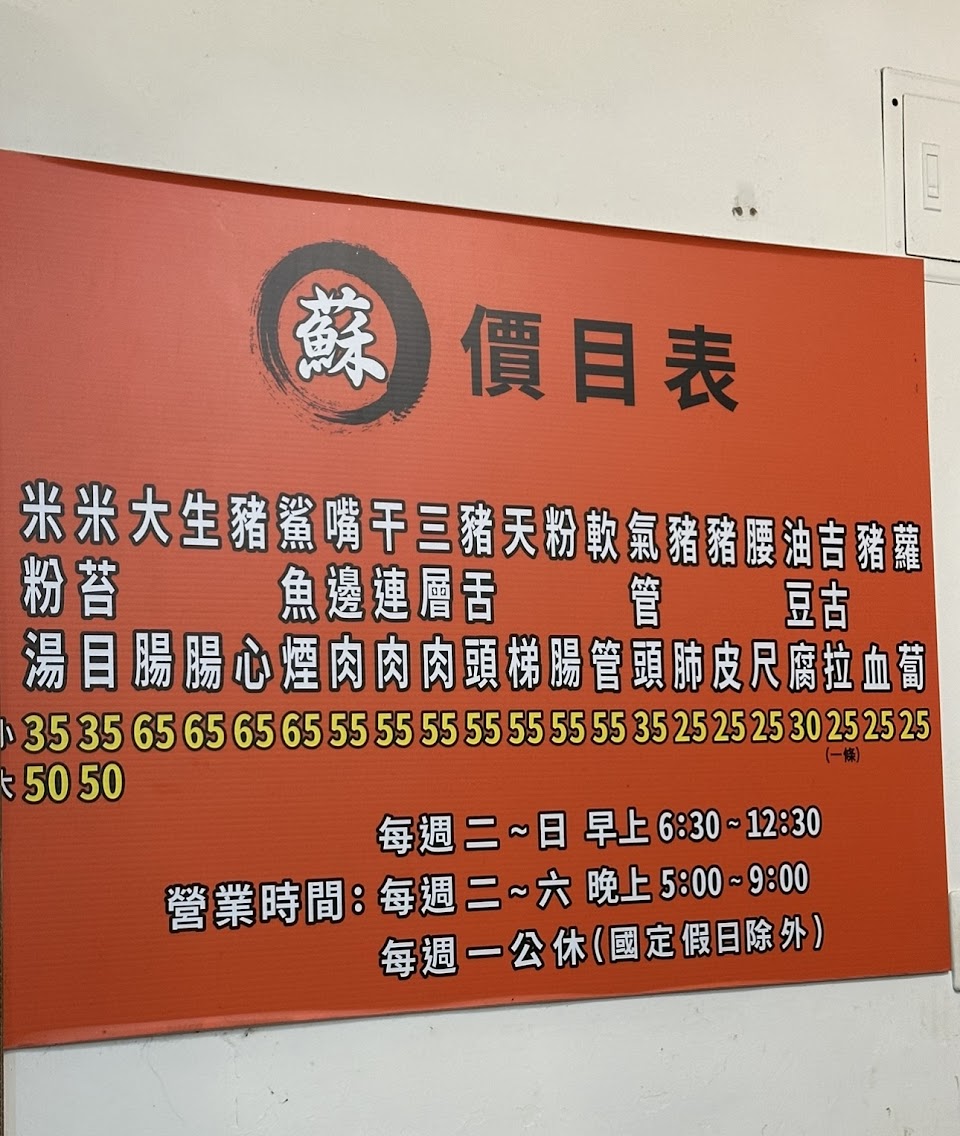 蘇
價目表
米粉湯
米苔目
大腸
生腸
豬心
鯊魚煙
嘴邊肉
干連肉
三層肉
豬舌頭
天梯
粉腸
軟管
氣管頭
豬肺
豬皮
腰尺
油豆腐
吉古拉
豬血
蘿蔔
小 35 35 65 65 65 65 55 55 55 55 55 55 55 35 25 25 25 30 25 25 25
(一條)
大 50 50
每週二~日 早上6:30~12:30
營業時間:每週二~六 晚上5:00~9:00
每週一公休(國定假日除外)